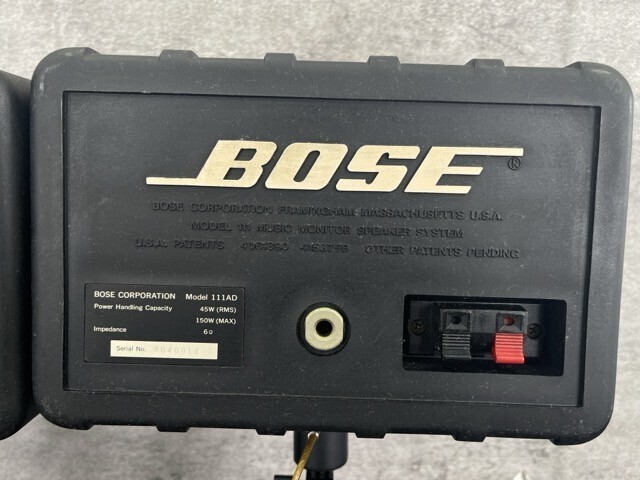 BOSE®
BOSE CORPORATION FRAMINGHAM MASSACHUSETTS U.S.A.
MODEL 111 MUSIC MONITOR SPEAKER SYSTEM
U.S.A. PATENTS OTHER PATENTS PENDING
BOSE CORPORATION Model 111AD
Power Handling Capacity 45W (RMS)
150W (MAX)
Impedance 6Ω
Serial No.